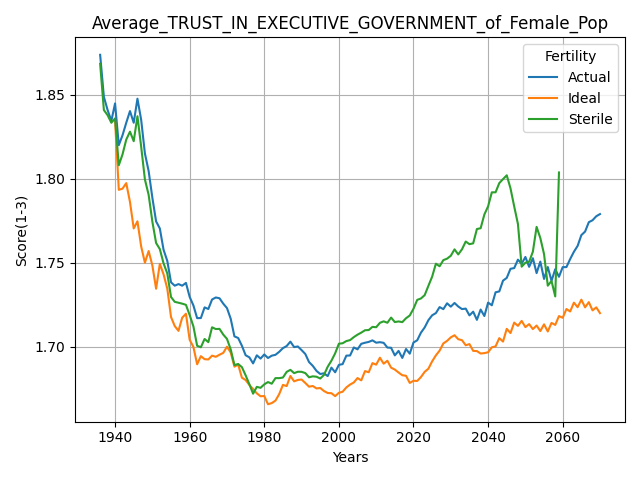 Average_TRUST_IN_EXECUTIVE_GOVERNMENT_of_Female_Pop
Fertility
Actual
Ideal
Sterile
Score(1-3)
1.85
1.80
1.75
1.70
1940 1960 1980 2000 2020 2040 2060
Years